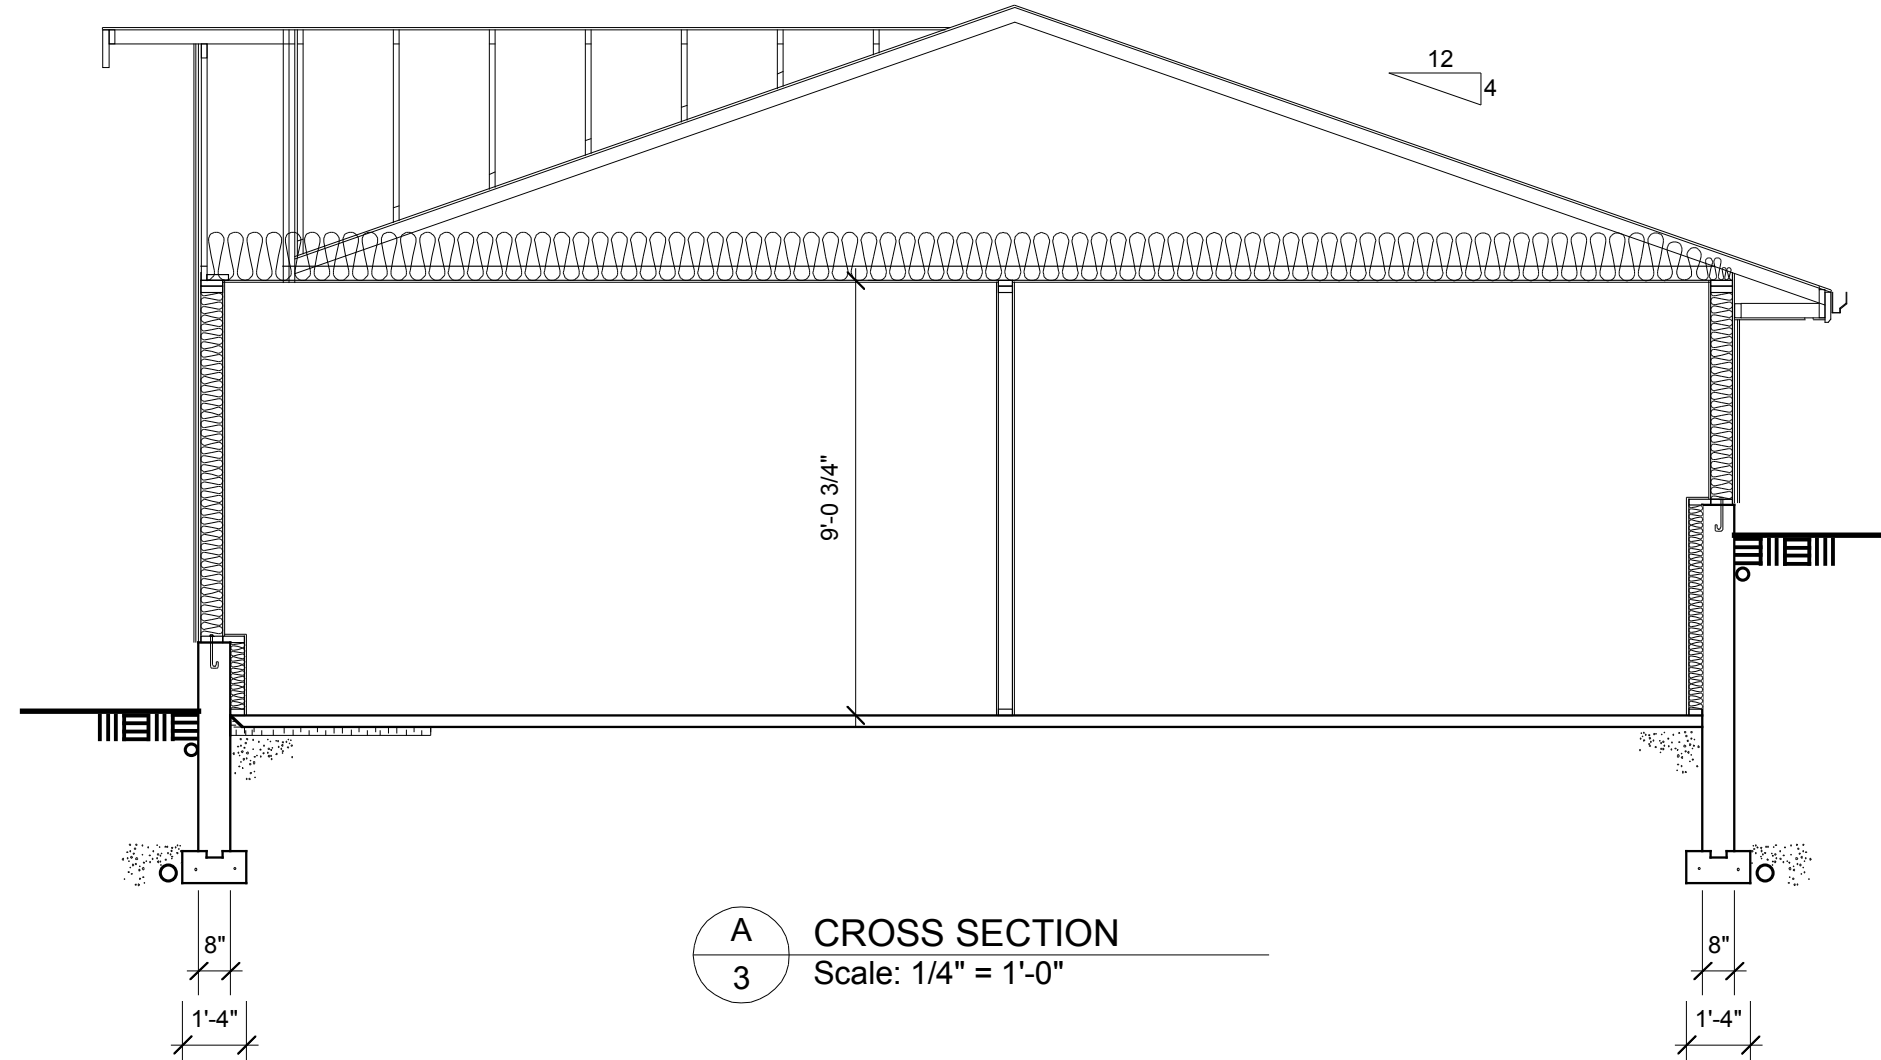 12
4
9'-0 3/4"
A
CROSS SECTION
3
Scale: 1/4" = 1'-0"
8"
8"
1'-4"
1'-4"